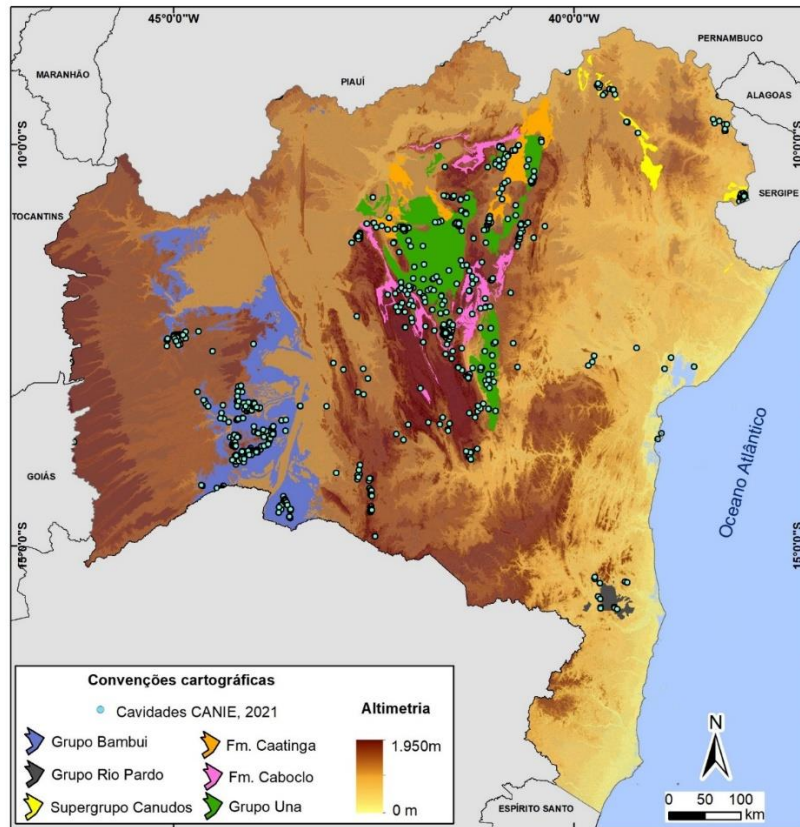 45°0'0"W
40°0'0"W
PERNAMBUCO
MARANHÃO
PIAUÍ
ALAGOAS
10°0'0"S
10°0'0"S
SERGIPE
TOCANTINS
Oceano Atlântico
GOIÁS
15°0'0"S
15°0'0"S
Convenções cartográficas
Cavidades CANIE, 2021
Grupo Bambui
Grupo Rio Pardo
Supergrupo Canudos
Fm. Caatinga
Fm. Caboclo
Grupo Una
Altimetria
1.950m
0 m
N
0 50 100
km
ESPÍRITO SANTO